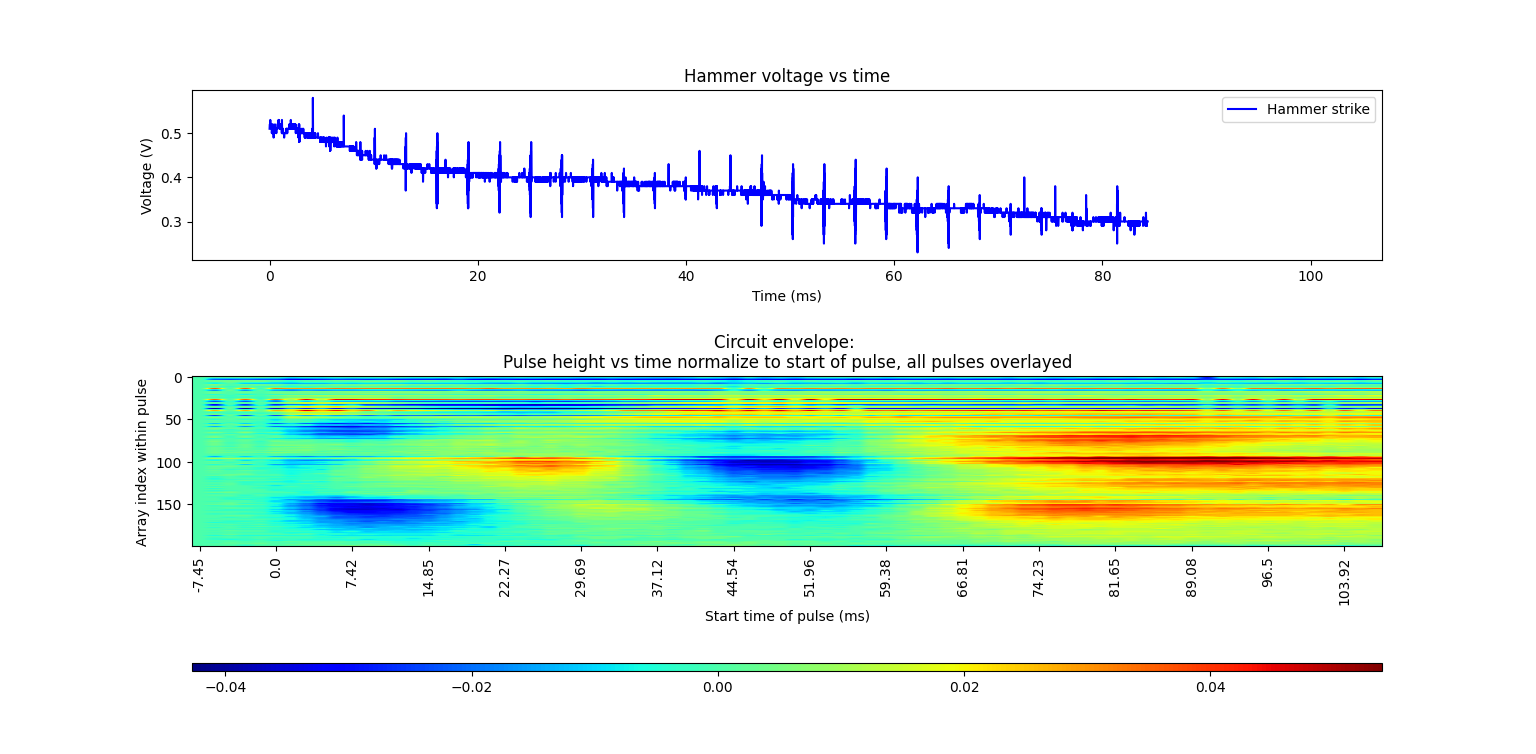 Hammer voltage vs time
Hammer strike
Voltage (V)
0.5
0.4
0.3
0 20 40 60 80 100
Time (ms)
Circuit envelope:
Pulse height vs time normalize to start of pulse, all pulses overlayed
Array index within pulse
0
50
100
150
-7.45 0.0 7.42 14.85 22.27 29.69 37.12 44.54 51.96 59.38 66.81 74.23 81.65 89.08 96.5 103.92
Start time of pulse (ms)
−0.04 −0.02 0.00 0.02 0.04